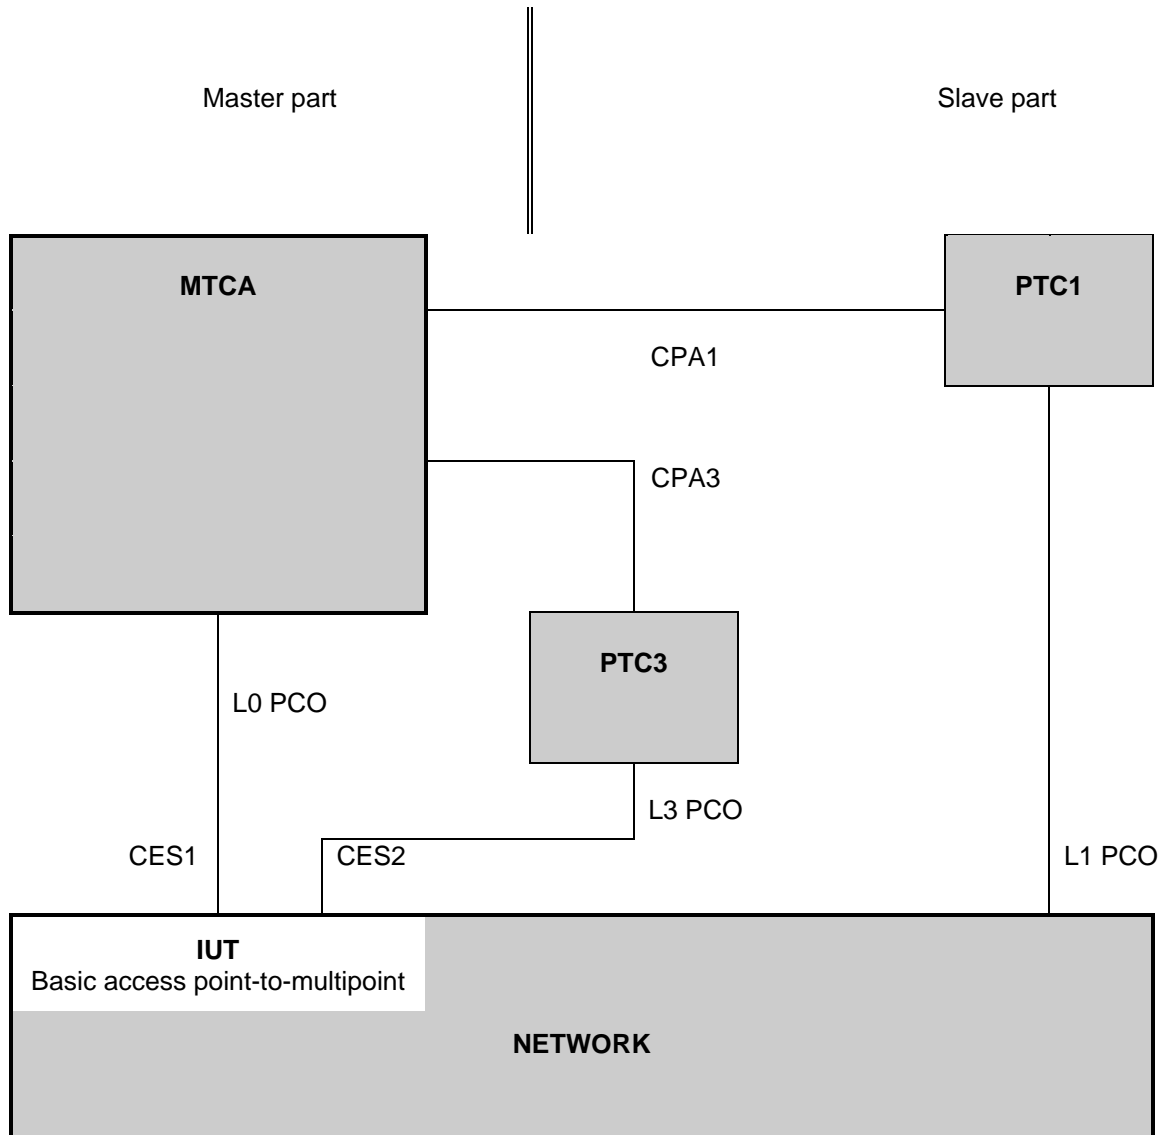 Master part
Slave part
MTCA
PTC1
CPA1
CPA3
PTC3
L0 PCO
L3 PCO
CES1
CES2
L1 PCO
IUT
Basic access point-to-multipoint
NETWORK